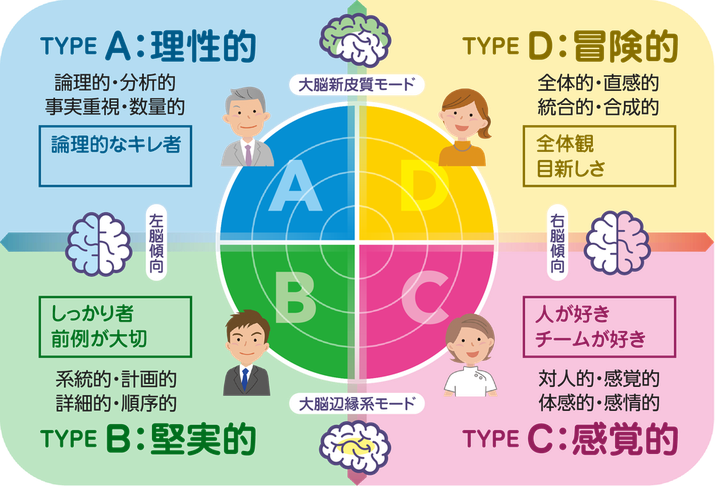 TYPE A：理性的
論理的・分析的
事実重視・数量的
論理的なキレ者
大脳新皮質モード
TYPE D：冒険的
全体的・直感的
統合的・合成的
全体観
目新しさ
A
D
左脳傾向
右脳傾向
B
C
しっかり者
前例が大切
系統的・計画的
詳細的・順序的
TYPE B：堅実的
大脳辺縁系モード
人が好き
チームが好き
対人的・感覚的
体感的・感情的
TYPE C：感覚的